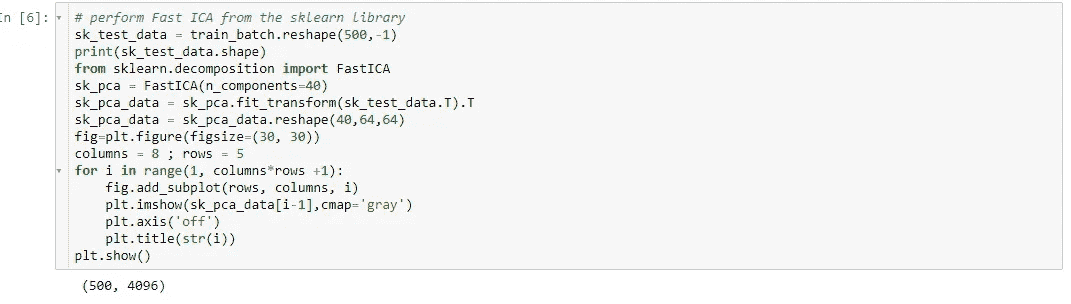 In [6]: # perform Fast ICA from the sklearn library
sk_test_data = train_batch.reshape(500,-1)
print(sk_test_data.shape)
from sklearn.decomposition import FastICA
sk_pca = FastICA(n_components=40)
sk_pca_data = sk_pca.fit_transform(sk_test_data.T).T
sk_pca_data = sk_pca_data.reshape(40,64,64)
fig=plt.figure(figsize=(30, 30))
columns = 8 ; rows = 5
for i in range(1, columns*rows +1):
    fig.add_subplot(rows, columns, i)
    plt.imshow(sk_pca_data[i-1],cmap='gray')
    plt.axis('off')
    plt.title(str(i))
plt.show()
(500, 4096)